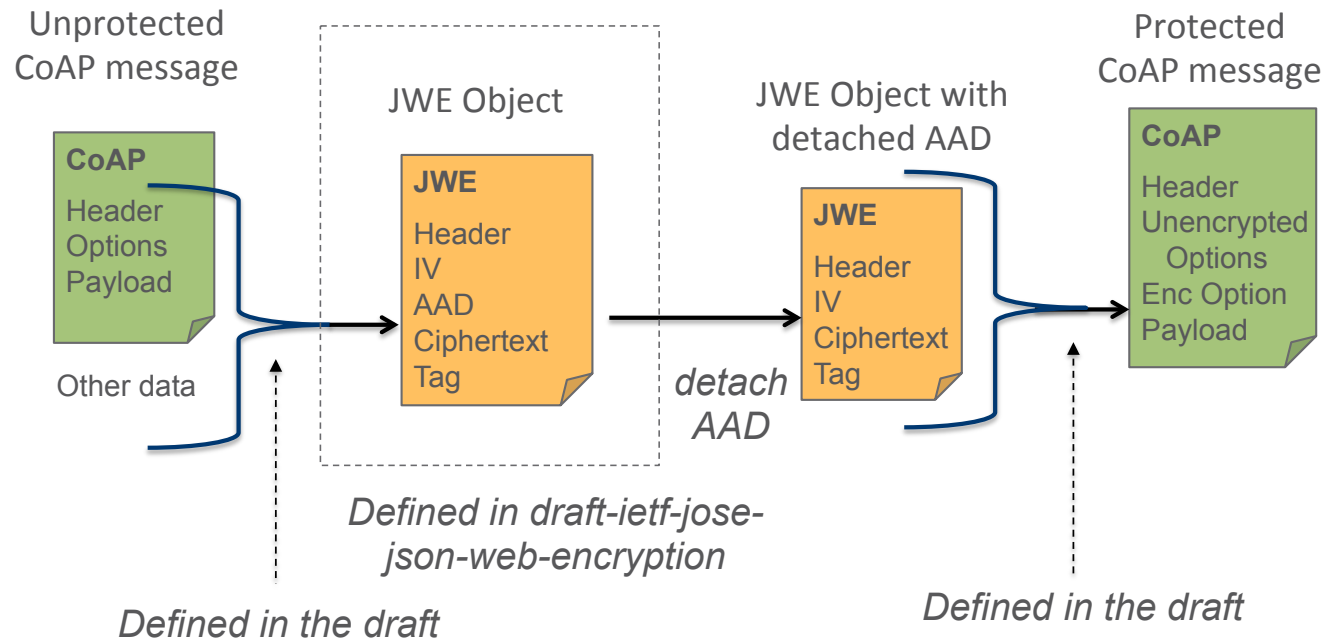 Unprotected
CoAP message
CoAP
Header
Options
Payload
Other data
JWE Object
JWE
Header
IV
AAD
Ciphertext
Tag
detach
AAD
JWE Object with
detached AAD
JWE
Header
IV
Ciphertext
Tag
Protected
CoAP message
CoAP
Header
Unencrypted
Options
Enc Option
Payload
Defined in draft-ietf-jose-
json-web-encryption
Defined in the draft
Defined in the draft